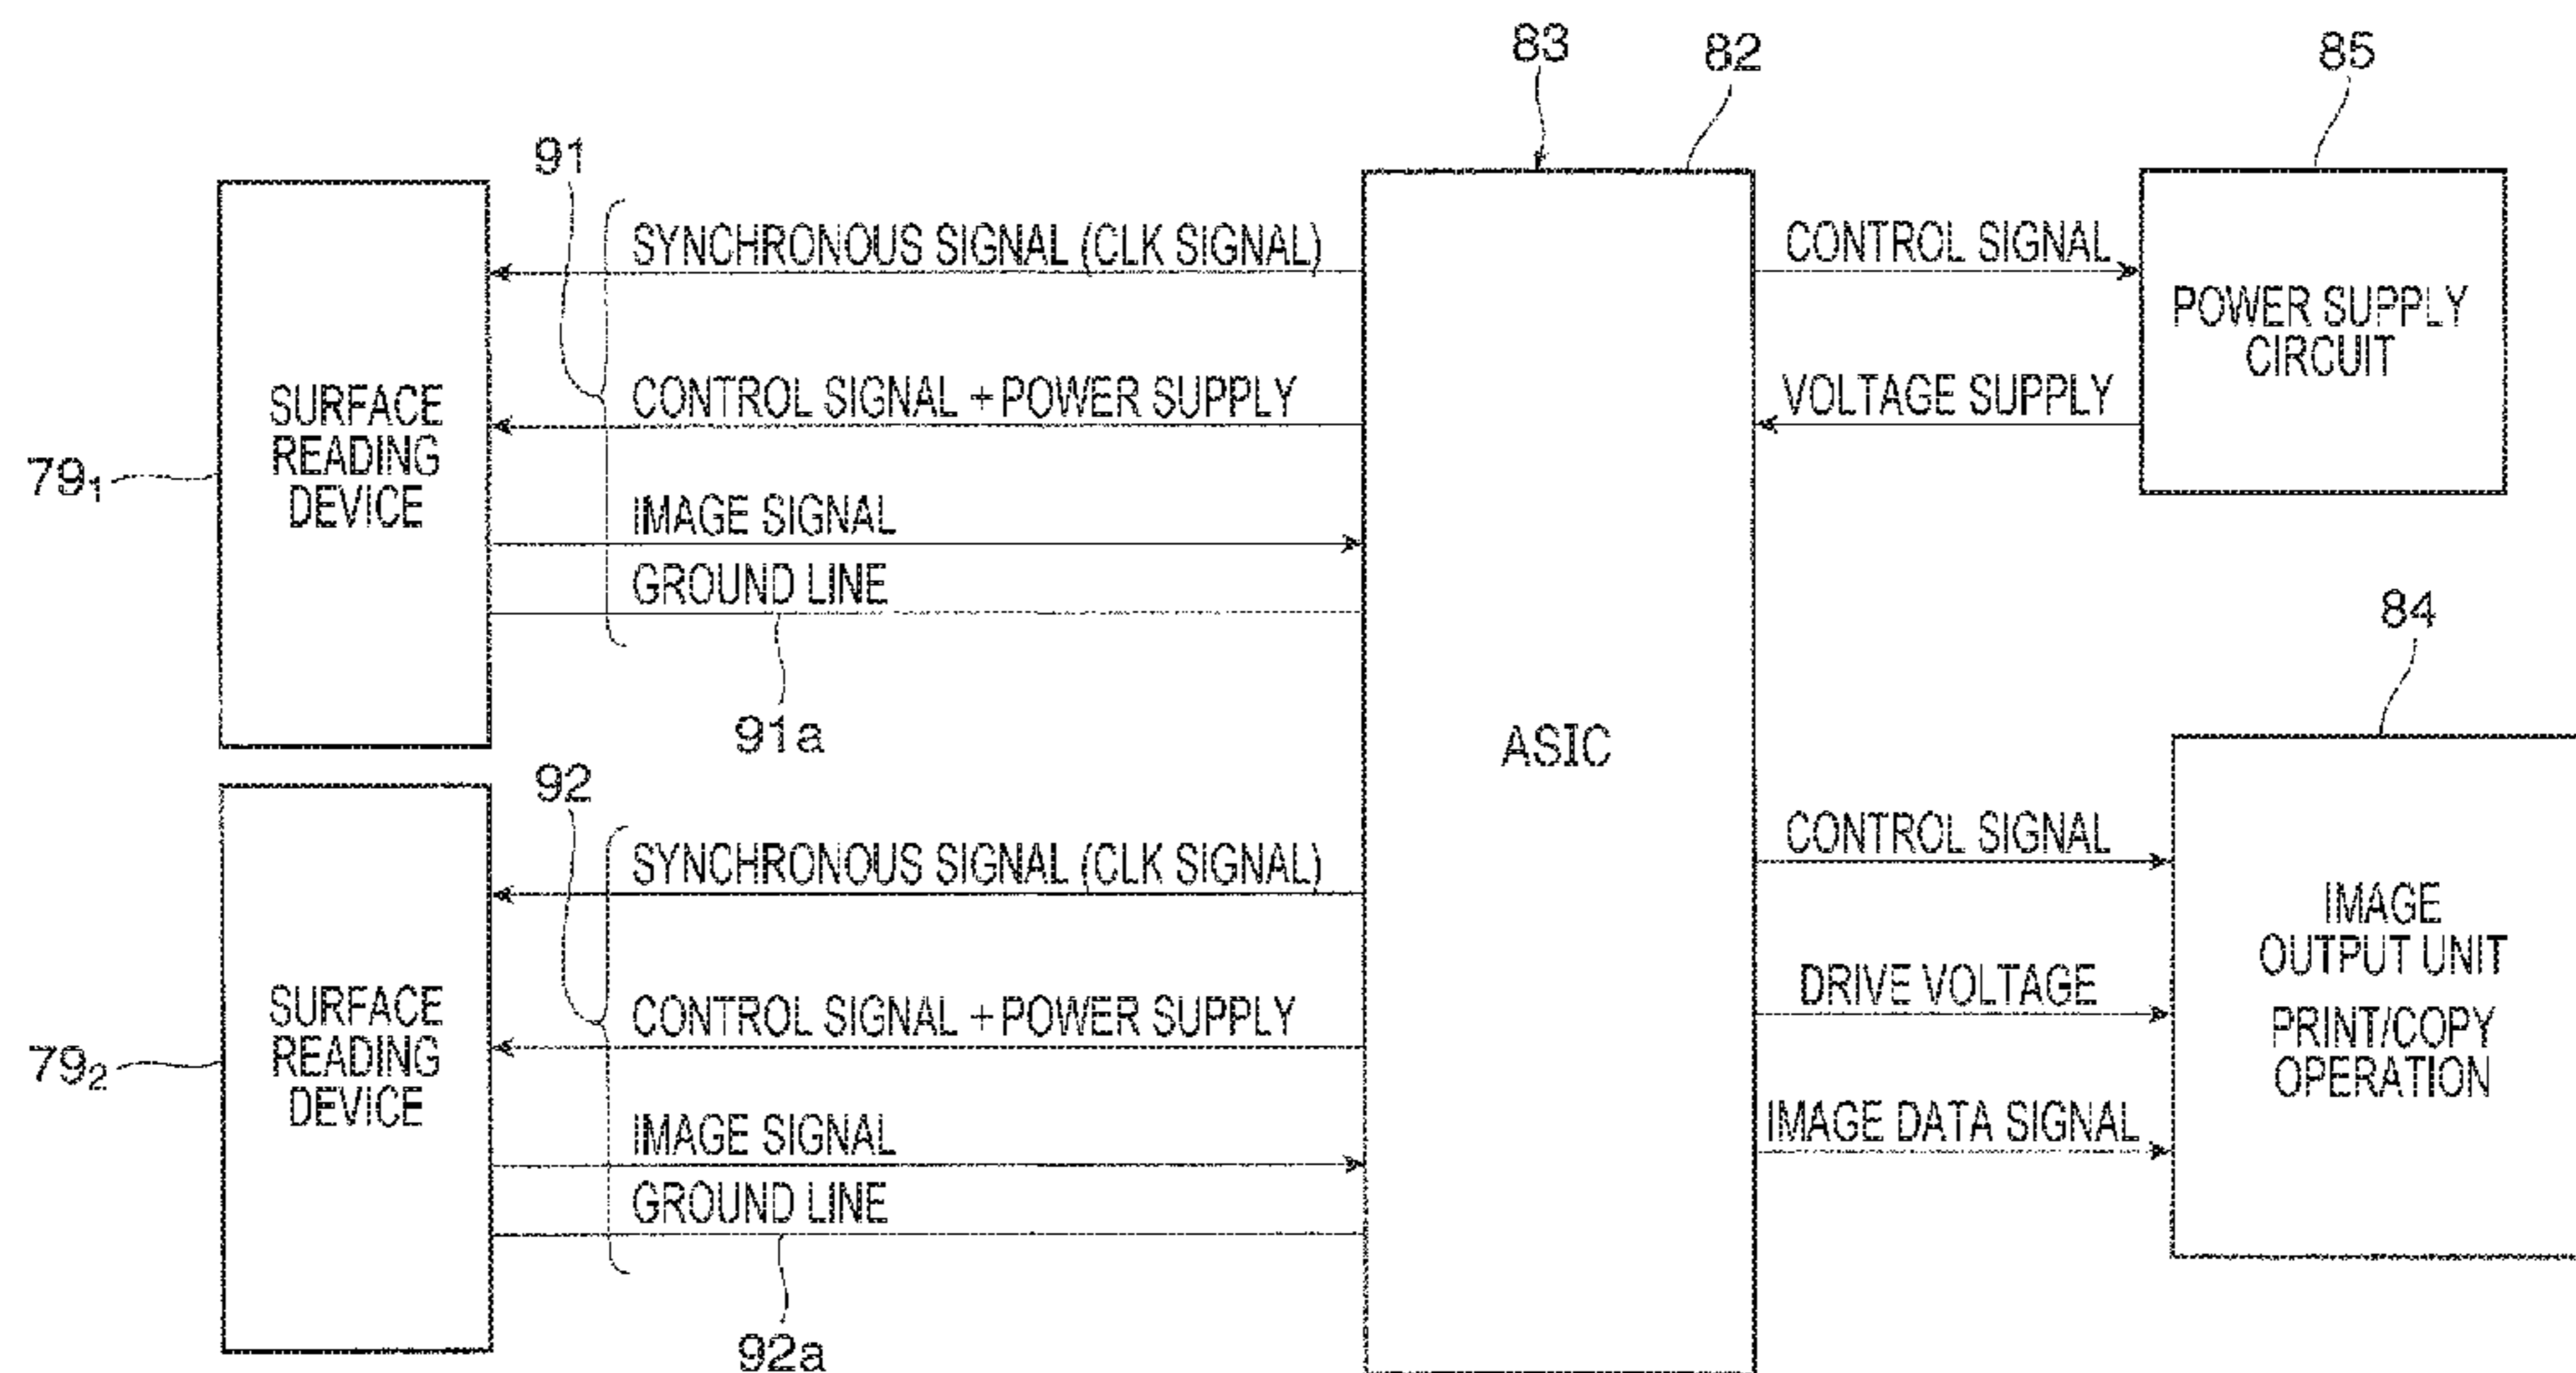 83
82
85
91
SYNCHRONOUS SIGNAL (CLK SIGNAL)
CONTROL SIGNAL
POWER SUPPLY
CIRCUIT
CONTROL SIGNAL + POWER SUPPLY
VOLTAGE SUPPLY
SURFACE
READING
DEVICE
79₁
IMAGE SIGNAL
GROUND LINE
91a
84
ASIC
92
SYNCHRONOUS SIGNAL (CLK SIGNAL)
CONTROL SIGNAL
IMAGE
OUTPUT UNIT
PRINT/COPY
OPERATION
DRIVE VOLTAGE
CONTROL SIGNAL + POWER SUPPLY
SURFACE
READING
DEVICE
79₂
IMAGE SIGNAL
IMAGE DATA SIGNAL
GROUND LINE
92a